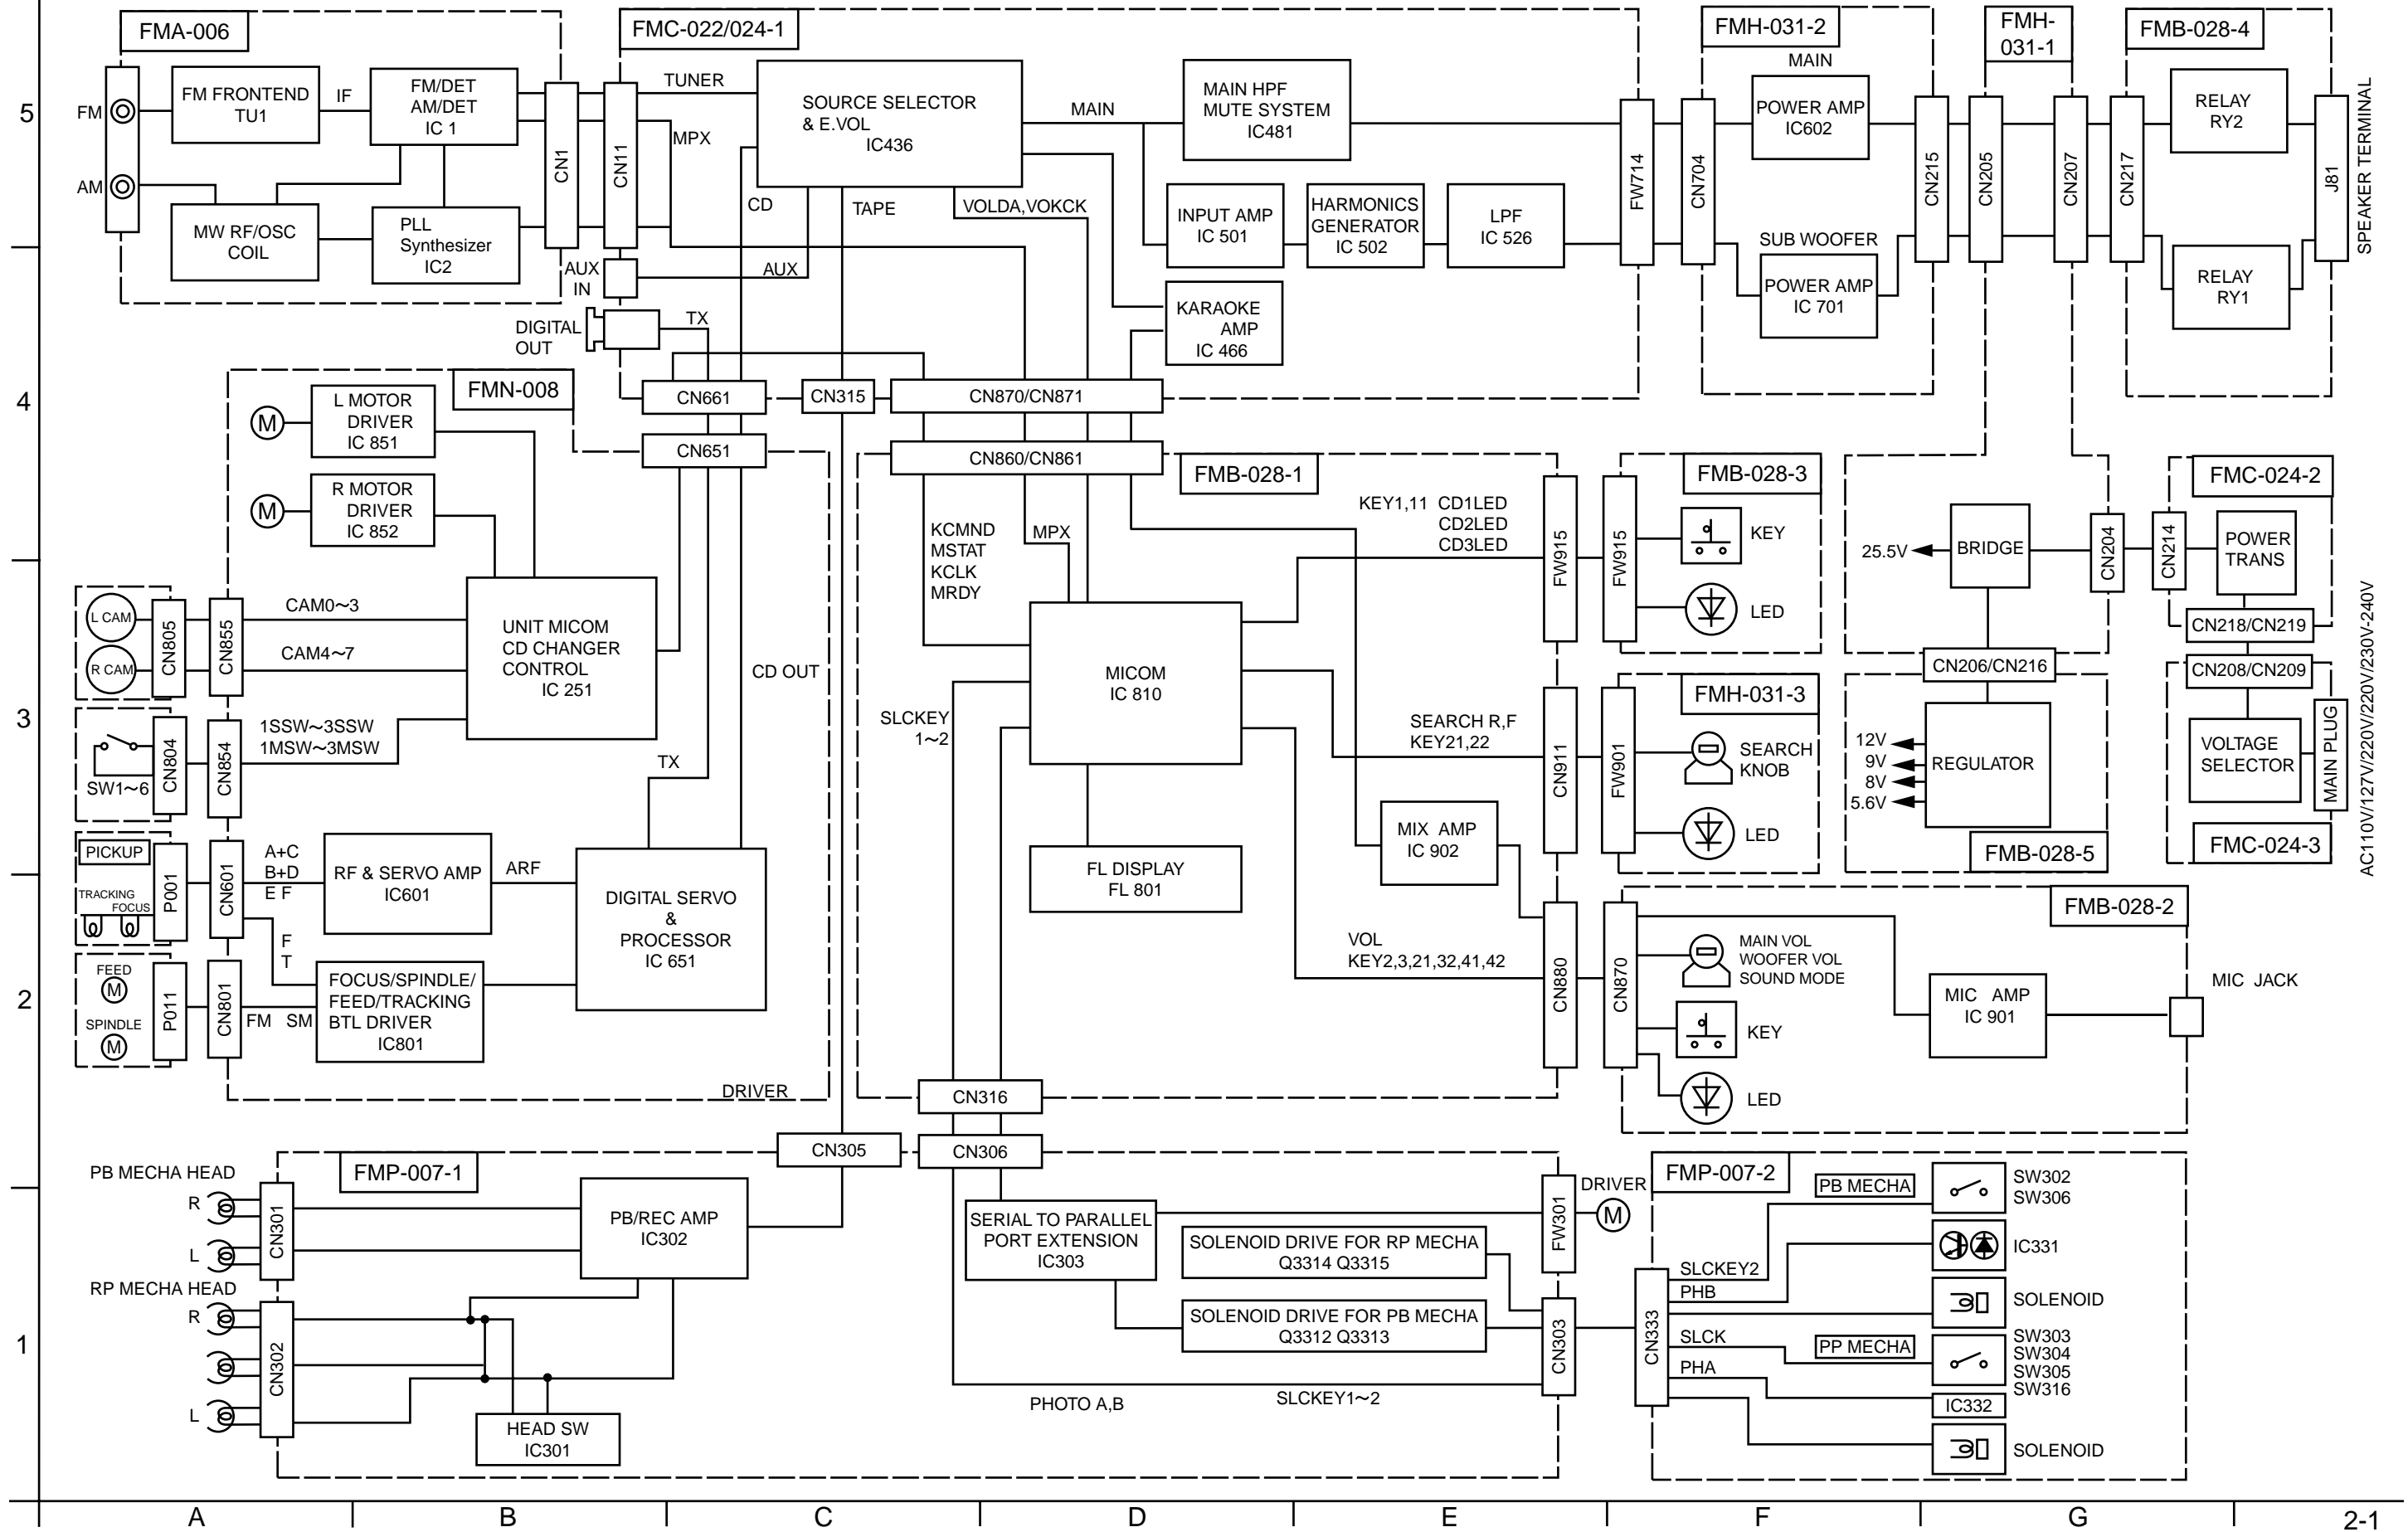 FMA-006
FM
AM
FM FRONTEND
TU1
IF
FM/DET
AM/DET
IC 1
MW RF/OSC
COIL
PLL
Synthesizer
IC2
CN1
FMC-022/024-1
CN11
TUNER
MPX
SOURCE SELECTOR
& E.VOL
IC436
CD
TAPE
VOLDA,VOKCK
AUX
IN
AUX
DIGITAL
OUT
TX
MAIN
MAIN HPF
MUTE SYSTEM
IC481
INPUT AMP
IC 501
HARMONICS
GENERATOR
IC 502
LPF
IC 526
KARAOKE
AMP
IC 466
FW714
CN661
CN315
CN870/CN871
FMH-031-2
MAIN
CN704
POWER AMP
IC602
SUB WOOFER
POWER AMP
IC 701
CN215
FMH-
031-1
CN205
CN207
FMB-028-4
CN217
RELAY
RY2
RELAY
RY1
J81
SPEAKER TERMINAL
5
4
3
2
1
FMN-008
M
L MOTOR
DRIVER
IC 851
M
R MOTOR
DRIVER
IC 852
CN651
L CAM
R CAM
CN805
CN855
CAM0~3
CAM4~7
UNIT MICOM
CD CHANGER
CONTROL
IC 251
CD OUT
SW1~6
CN804
CN854
1SSW~3SSW
1MSW~3MSW
TX
PICKUP
TRACKING
FOCUS
P001
CN601
A+C
B+D
E F
RF & SERVO AMP
IC601
ARF
DIGITAL SERVO
&
PROCESSOR
IC 651
F
T
FEED
M
SPINDLE
M
P011
CN801
FM SM
FOCUS/SPINDLE/
FEED/TRACKING
BTL DRIVER
IC801
DRIVER
CN860/CN861
FMB-028-1
KCMND
MSTAT
KCLK
MRDY
MPX
KEY1,11 CD1LED
CD2LED
CD3LED
FW915
MICOM
IC 810
SLCKEY
1~2
SEARCH R,F
KEY21,22
CN911
MIX AMP
IC 902
FL DISPLAY
FL 801
VOL
KEY2,3,21,32,41,42
CN880
CN316
FMB-028-3
FW915
KEY
LED
FMH-031-3
FW901
SEARCH
KNOB
LED
FMB-028-2
CN870
MAIN VOL
WOOFER VOL
SOUND MODE
KEY
LED
MIC AMP
IC 901
MIC JACK
25.5V
BRIDGE
CN204
CN206/CN216
12V
9V
8V
5.6V
REGULATOR
FMB-028-5
FMC-024-2
CN214
POWER
TRANS
CN218/CN219
CN208/CN209
VOLTAGE
SELECTOR
MAIN PLUG
FMC-024-3
AC110V/127V/220V/220V/230V-240V
CN305
CN306
FMP-007-1
PB MECHA HEAD
R
L
CN301
RP MECHA HEAD
R
L
CN302
PB/REC AMP
IC302
HEAD SW
IC301
SERIAL TO PARALLEL
PORT EXTENSION
IC303
SOLENOID DRIVE FOR RP MECHA
Q3314 Q3315
SOLENOID DRIVE FOR PB MECHA
Q3312 Q3313
PHOTO A,B
SLCKEY1~2
FW301
DRIVER
M
CN303
FMP-007-2
CN333
SLCKEY2
PHB
SLCK
PHA
PB MECHA
SW302
SW306
IC331
SOLENOID
PP MECHA
SW303
SW304
SW305
SW316
IC332
SOLENOID
A
B
C
D
E
F
G
2-1